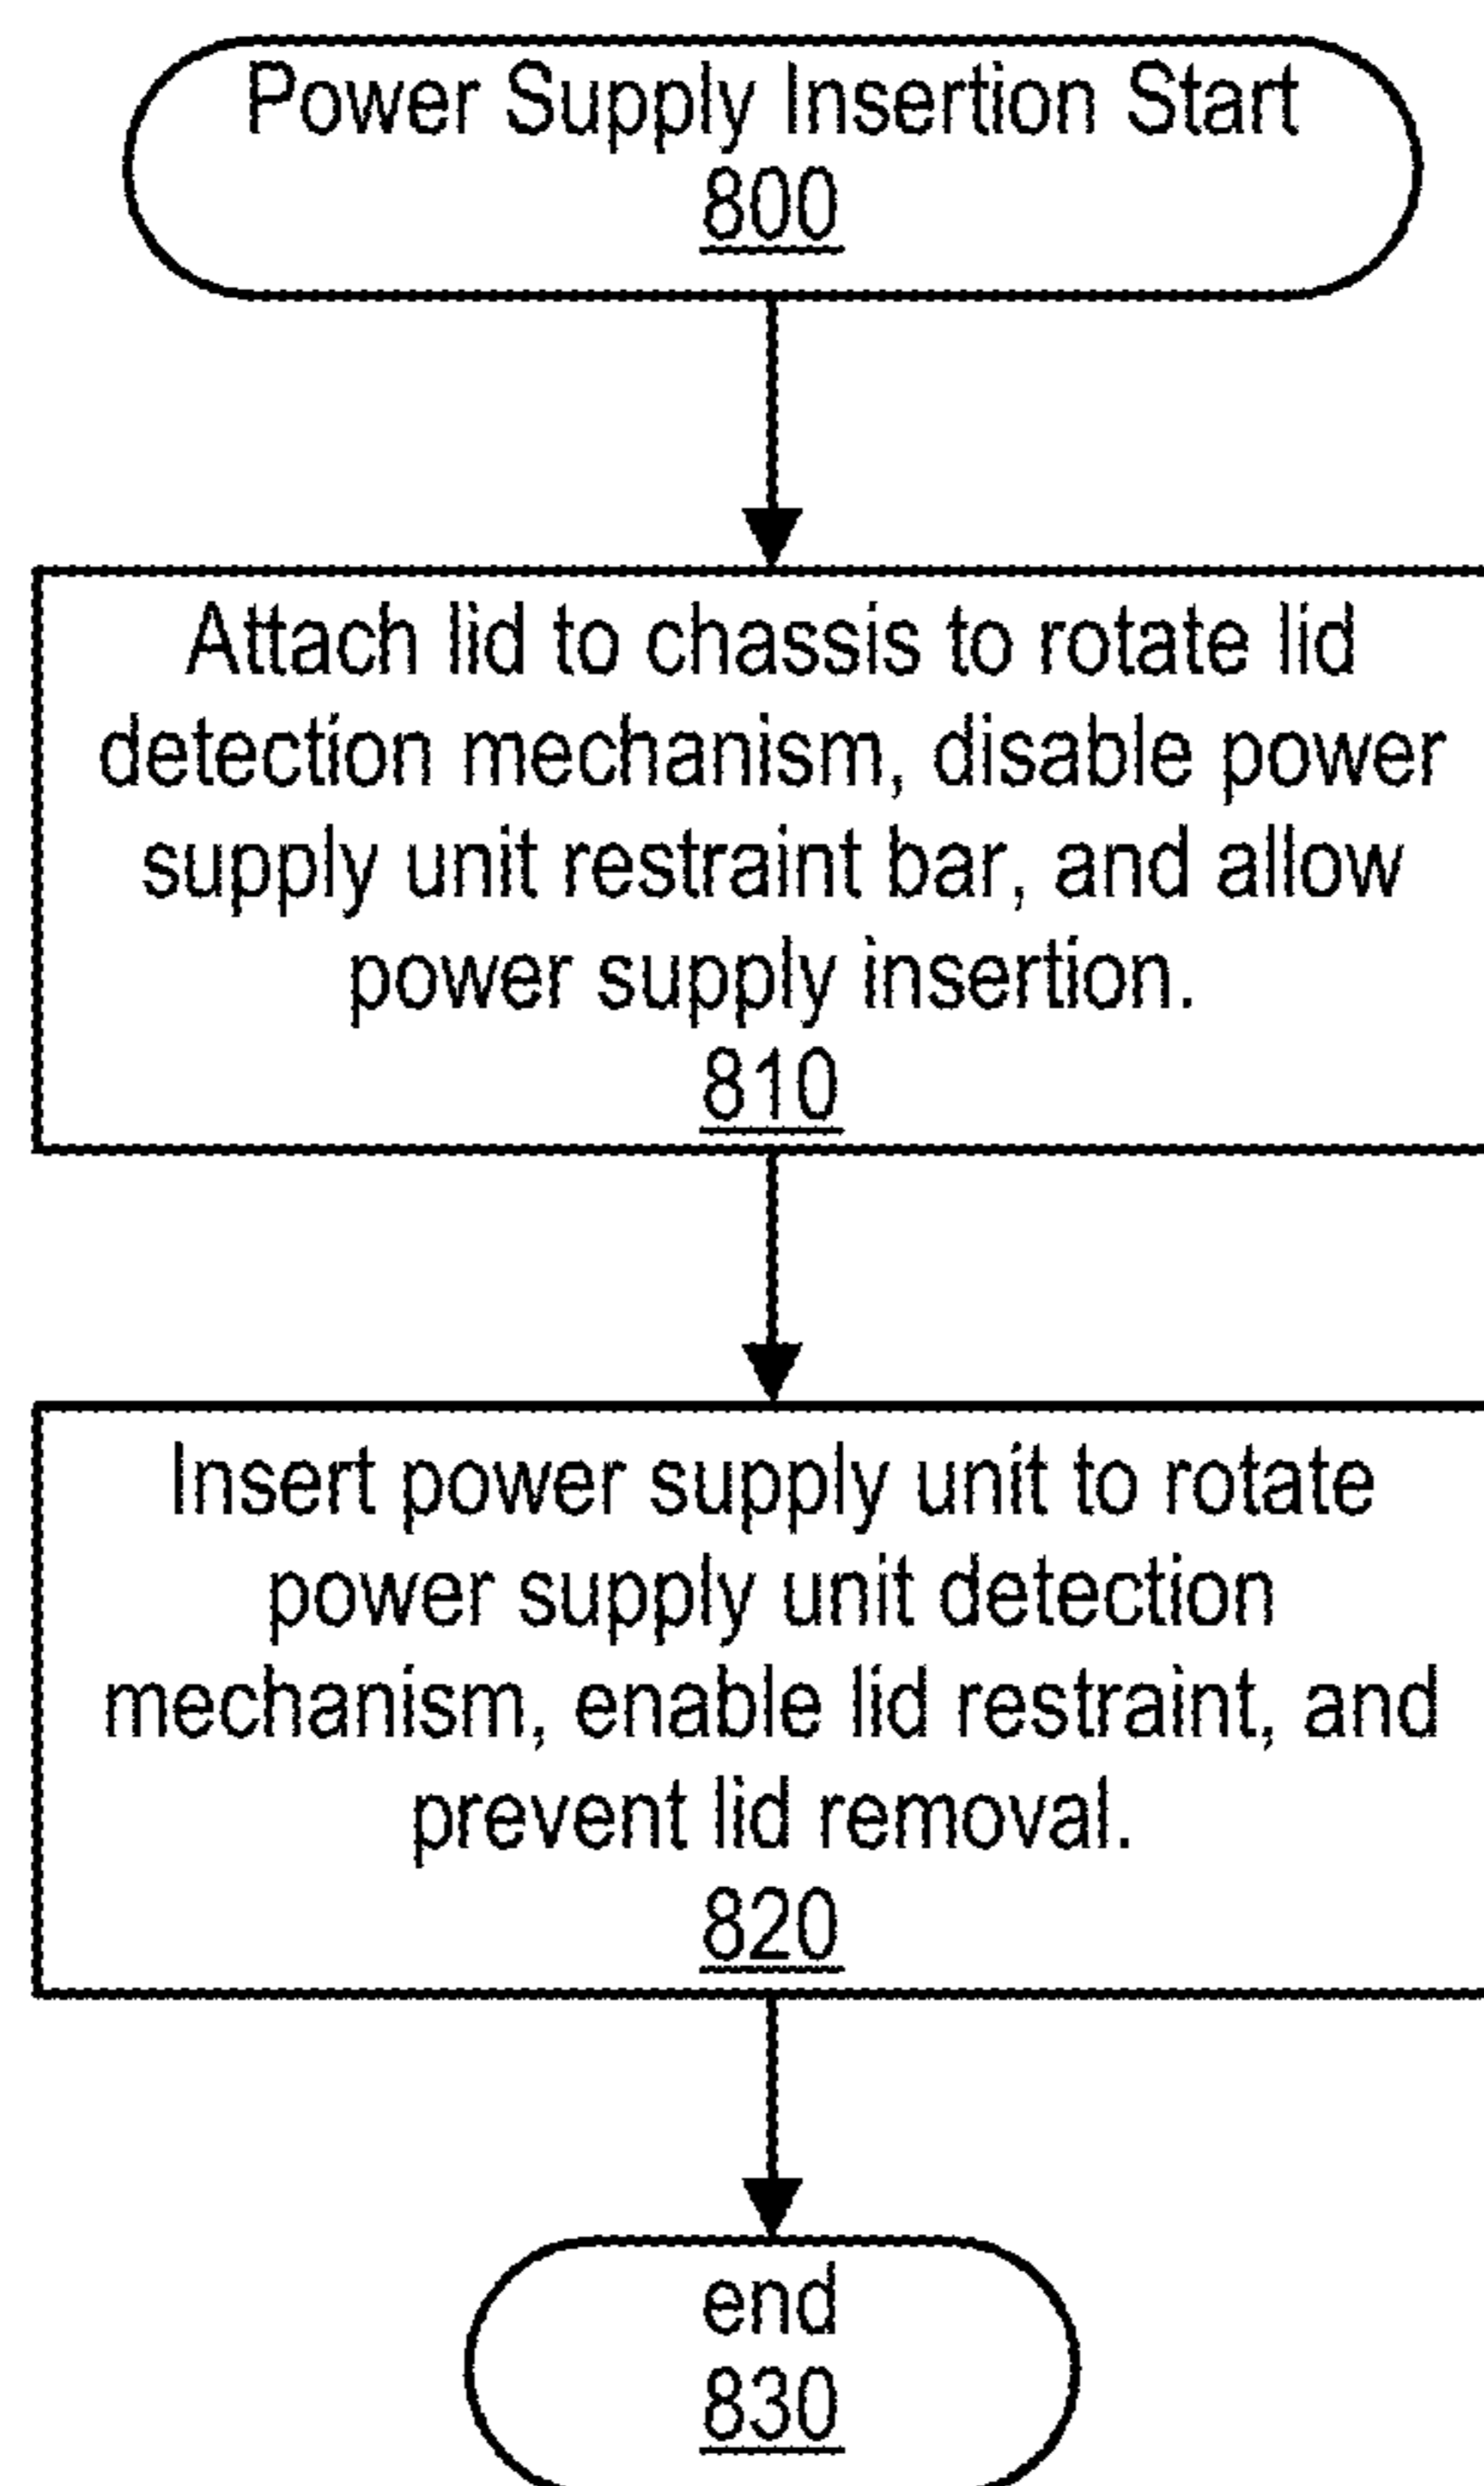 Power Supply Insertion Start
800
Attach lid to chassis to rotate lid
detection mechanism, disable power
supply unit restraint bar, and allow
power supply insertion.
810
Insert power supply unit to rotate
power supply unit detection
mechanism, enable lid restraint, and
prevent lid removal.
820
end
830